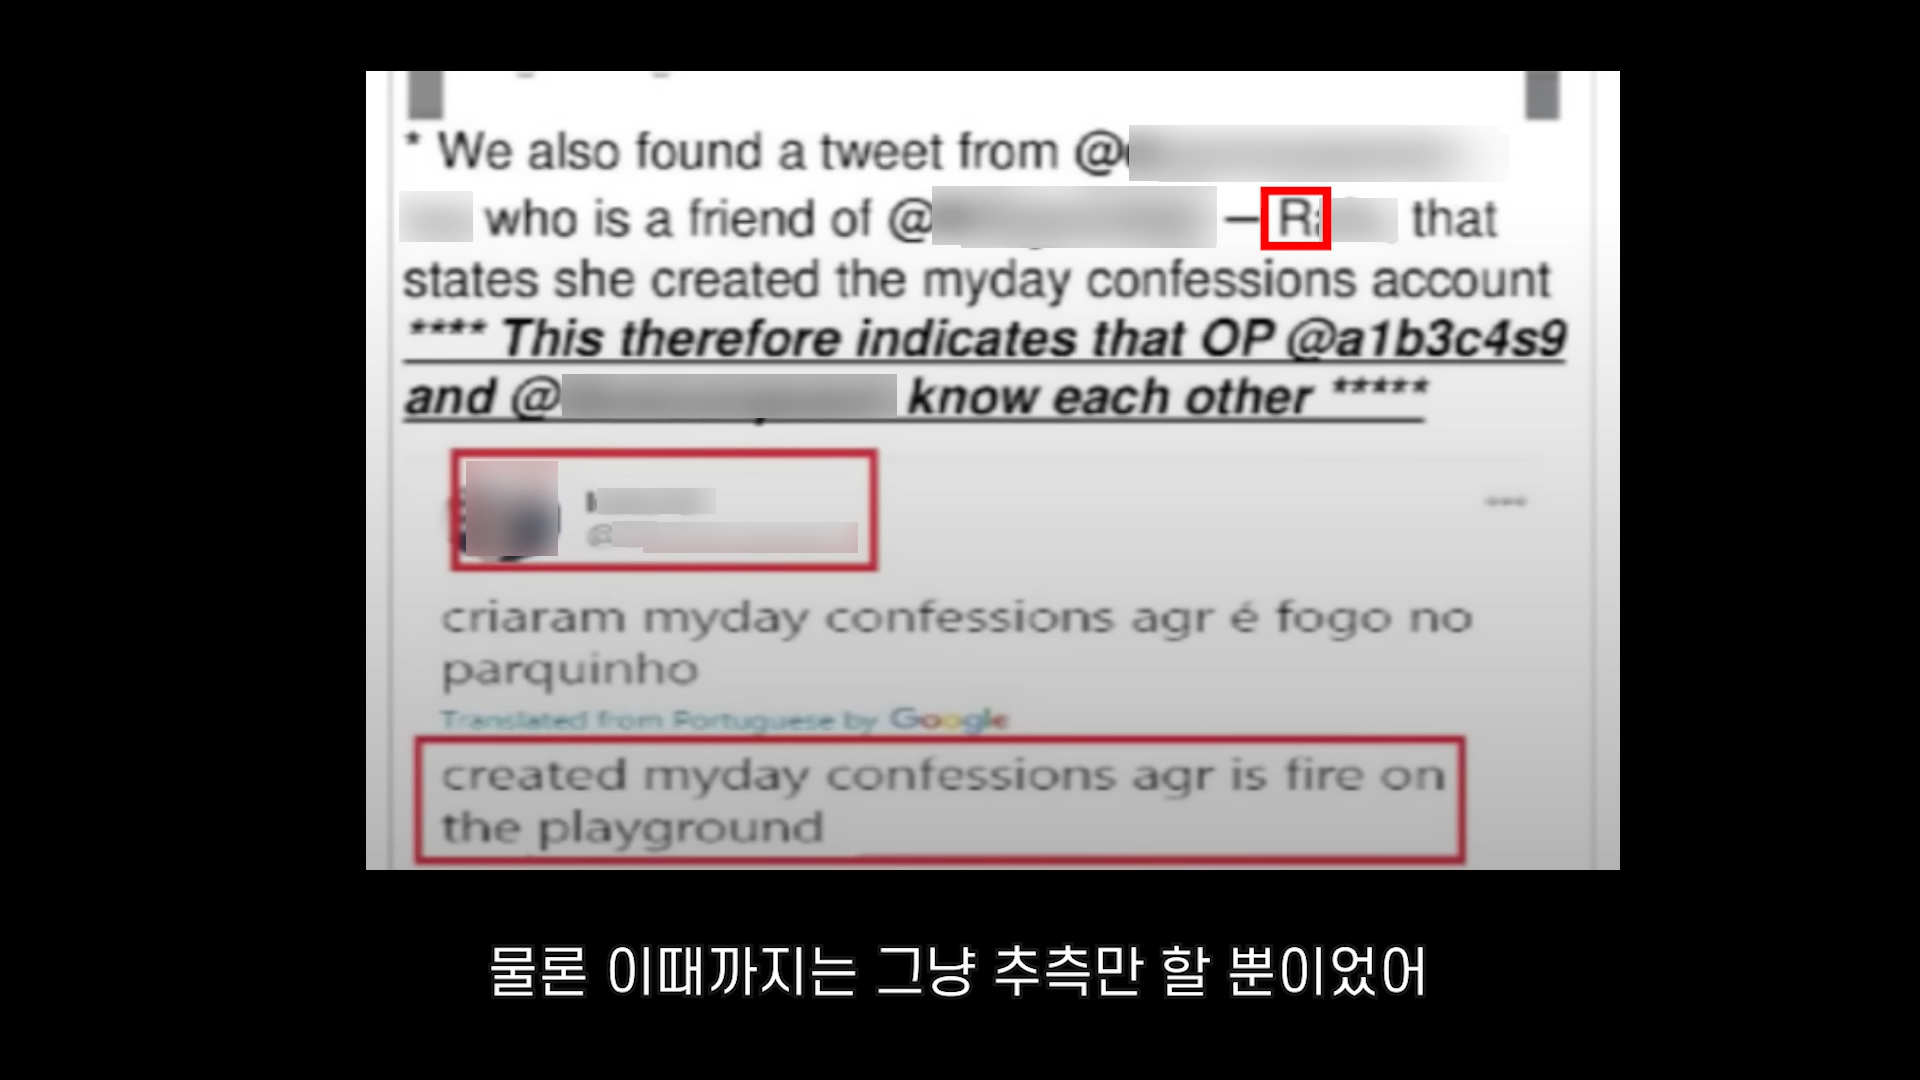 * We also found a tweet from @
who is a friend of @ — R that
states she created the myday confessions account
**** This therefore indicates that OP @a1b3c4s9
and @ know each other *****
@
criaram myday confessions agr é fogo no
parquinho
Translated from Portuguese by Google
created myday confessions agr is fire on
the playground
물론 이때까지는 그냥 추측만 할 뿐이었어